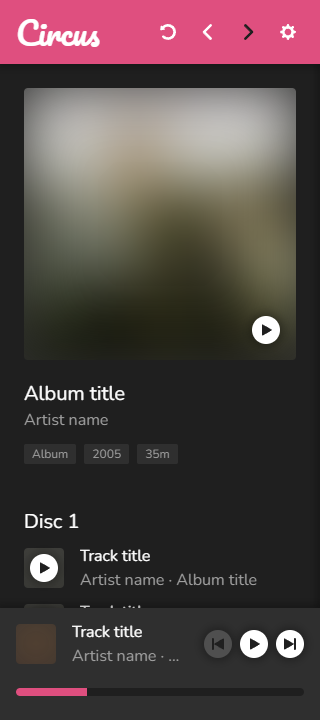 Circus
Album title
Artist name
Album 2005 35m
Disc 1
Track title
Artist name · Album title
Track title
Track title
Artist name · ...